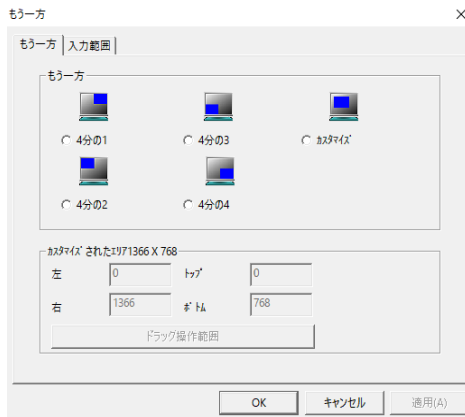 もう一方
もう一方 入力範囲
もう一方
4分の1 4分の3 カスタマイズ
4分の2 4分の4
カスタマイズされたエリア1366 X 768
左 0 トップ 0
右 1366 ボトム 768
ドラッグ操作範囲
OK キャンセル 適用(A)